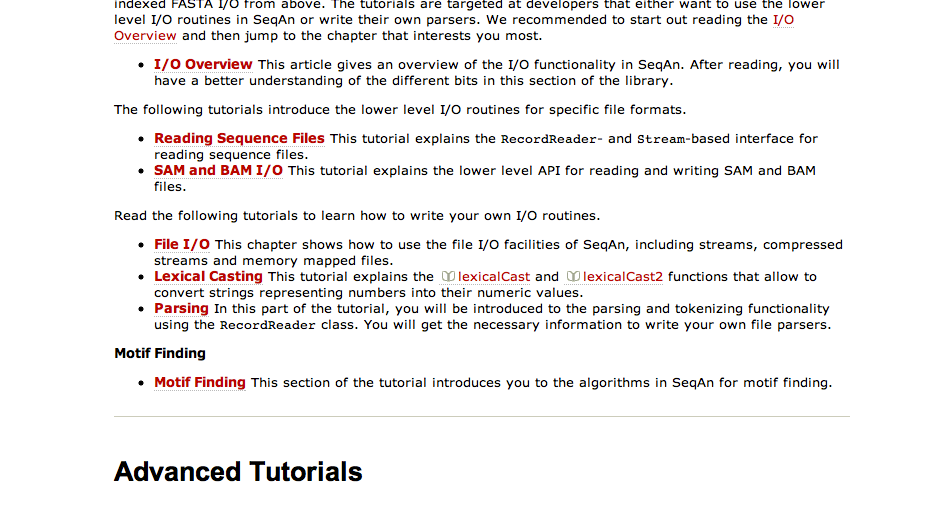 indexed FASTA I/O from above. The tutorials are targeted at developers that either want to use the lower
level I/O routines in SeqAn or write their own parsers. We recommended to start out reading the I/O
Overview and then jump to the chapter that interests you most.
• I/O Overview This article gives an overview of the I/O functionality in SeqAn. After reading, you will
have a better understanding of the different bits in this section of the library.
The following tutorials introduce the lower level I/O routines for specific file formats.
• Reading Sequence Files This tutorial explains the RecordReader- and Stream-based interface for
reading sequence files.
• SAM and BAM I/O This tutorial explains the lower level API for reading and writing SAM and BAM
files.
Read the following tutorials to learn how to write your own I/O routines.
• File I/O This chapter shows how to use the file I/O facilities of SeqAn, including streams, compressed
streams and memory mapped files.
• Lexical Casting This tutorial explains the lexicalCast and lexicalCast2 functions that allow to
convert strings representing numbers into their numeric values.
• Parsing In this part of the tutorial, you will be introduced to the parsing and tokenizing functionality
using the RecordReader class. You will get the necessary information to write your own file parsers.
Motif Finding
• Motif Finding This section of the tutorial introduces you to the algorithms in SeqAn for motif finding.
Advanced Tutorials